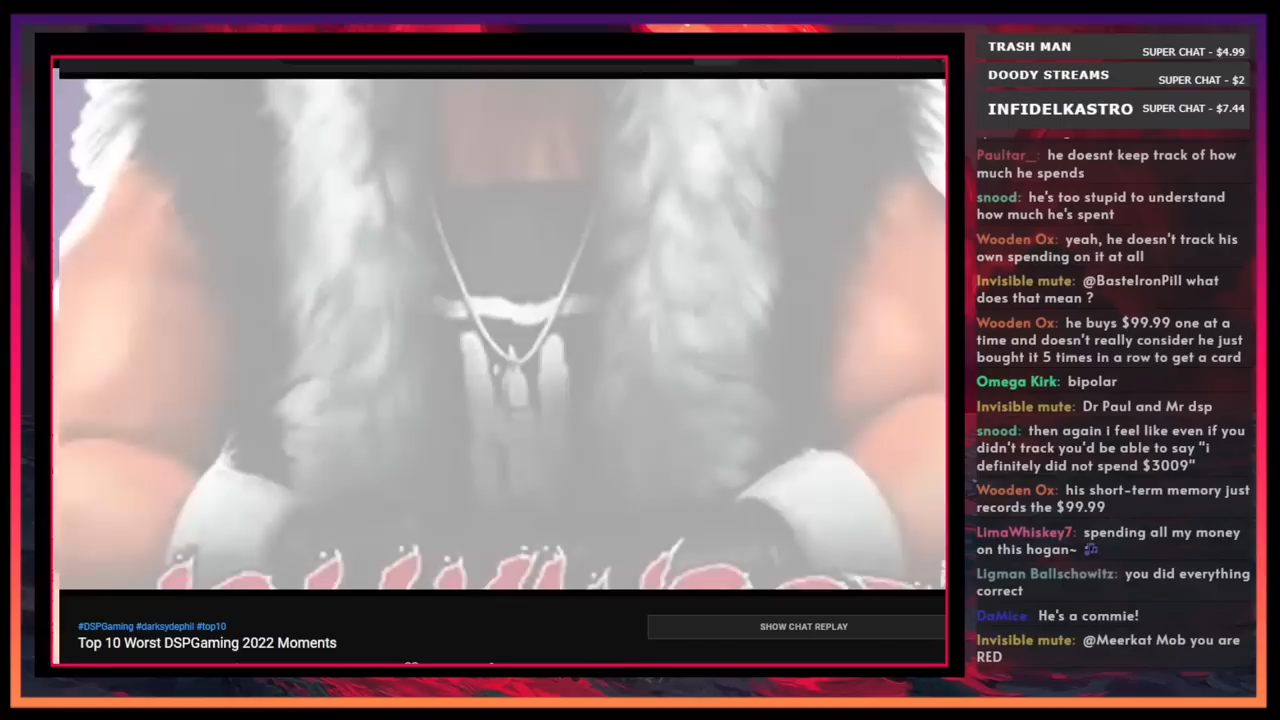 TRASH MAN SUPER CHAT - $4.99
DOODY STREAMS SUPER CHAT - $2
INFIDELKASTRO SUPER CHAT - $7.44
Paultar_: he doesnt keep track of how
much he spends
snood: he's too stupid to understand
how much he's spent
Wooden Ox: yeah, he doesn't track his
own spending on it at all
Invisible mute: @BasteIronPill what
does that mean ?
Wooden Ox: he buys $99.99 one at a
time and doesn't really consider he just
bought it 5 times in a row to get a card
Omega Kirk: bipolar
Invisible mute: Dr Paul and Mr dsp
snood: then again i feel like even if you
didn't track you'd be able to say "i
definitely did not spend $3009"
Wooden Ox: his short-term memory just
records the $99.99
LimaWhiskey7: spending all my money
on this hogan~ 🎶
Ligman Ballschowitz: you did everything
correct
DaMice He's a commie!
Invisible mute: @Meerkat Mob you are
RED
#DSPGaming #darksydephil #top10
Top 10 Worst DSPGaming 2022 Moments
SHOW CHAT REPLAY